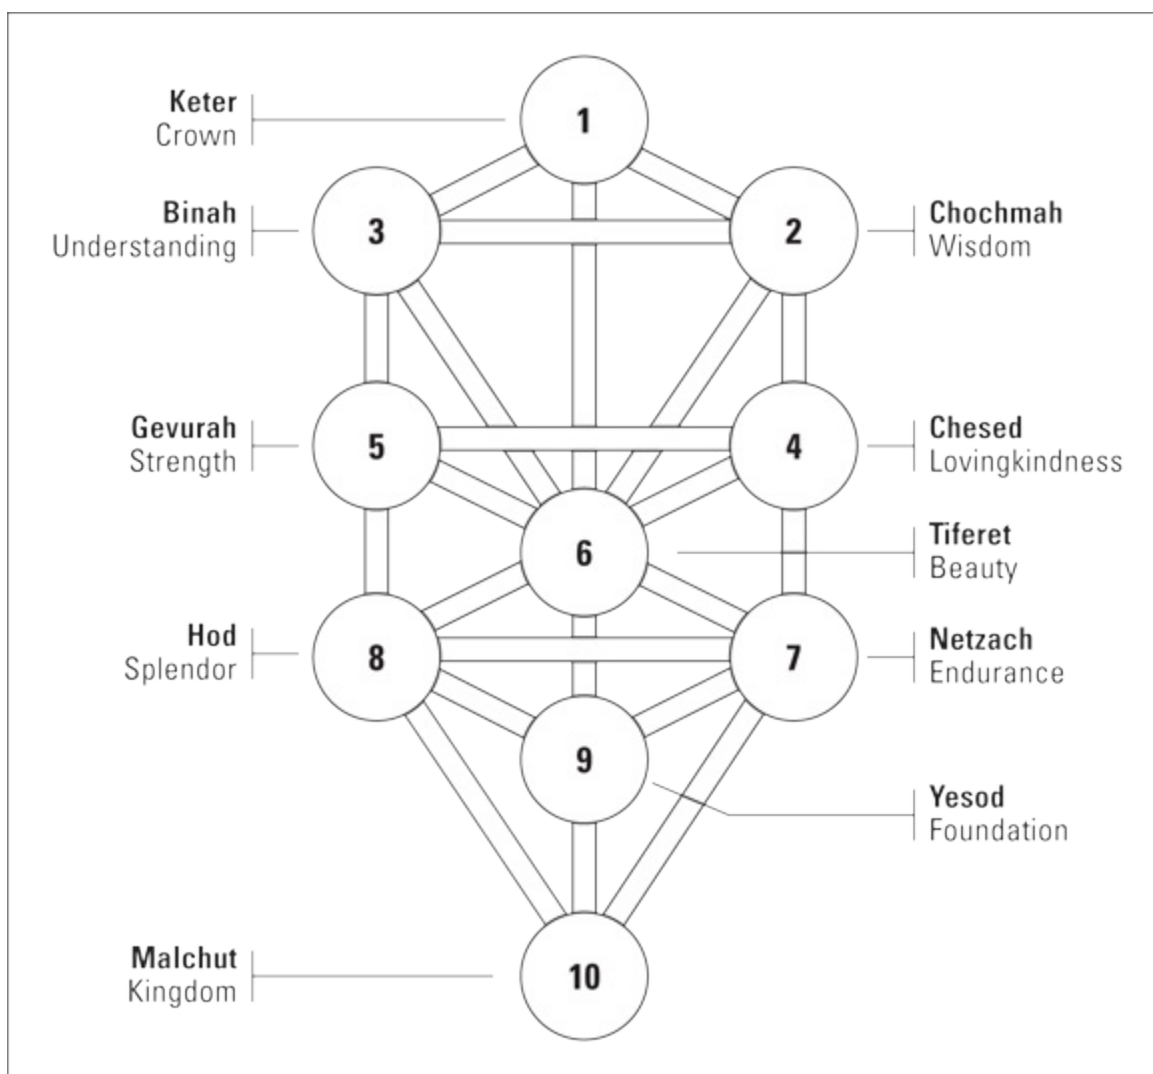 Keter
Crown
1
Binah
Understanding
3
2
Chochmah
Wisdom
Gevurah
Strength
5
4
Chesed
Lovingkindness
6
Tiferet
Beauty
Hod
Splendor
8
7
Netzach
Endurance
9
Yesod
Foundation
Malchut
Kingdom
10